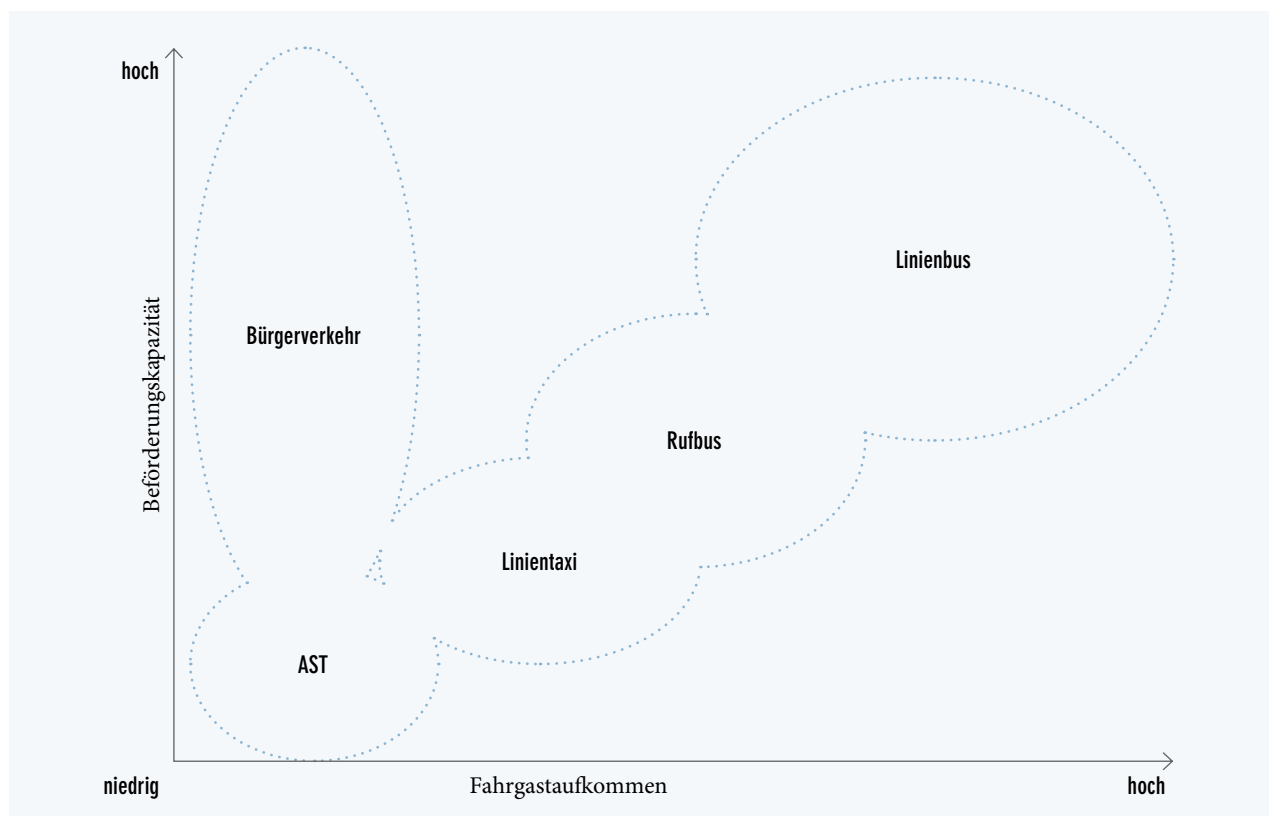 hoch
Linienbus
Bürgerverkehr
Beförderungskapazität
Rufbus
Linientaxi
AST
niedrig
Fahrgastaufkommen
hoch